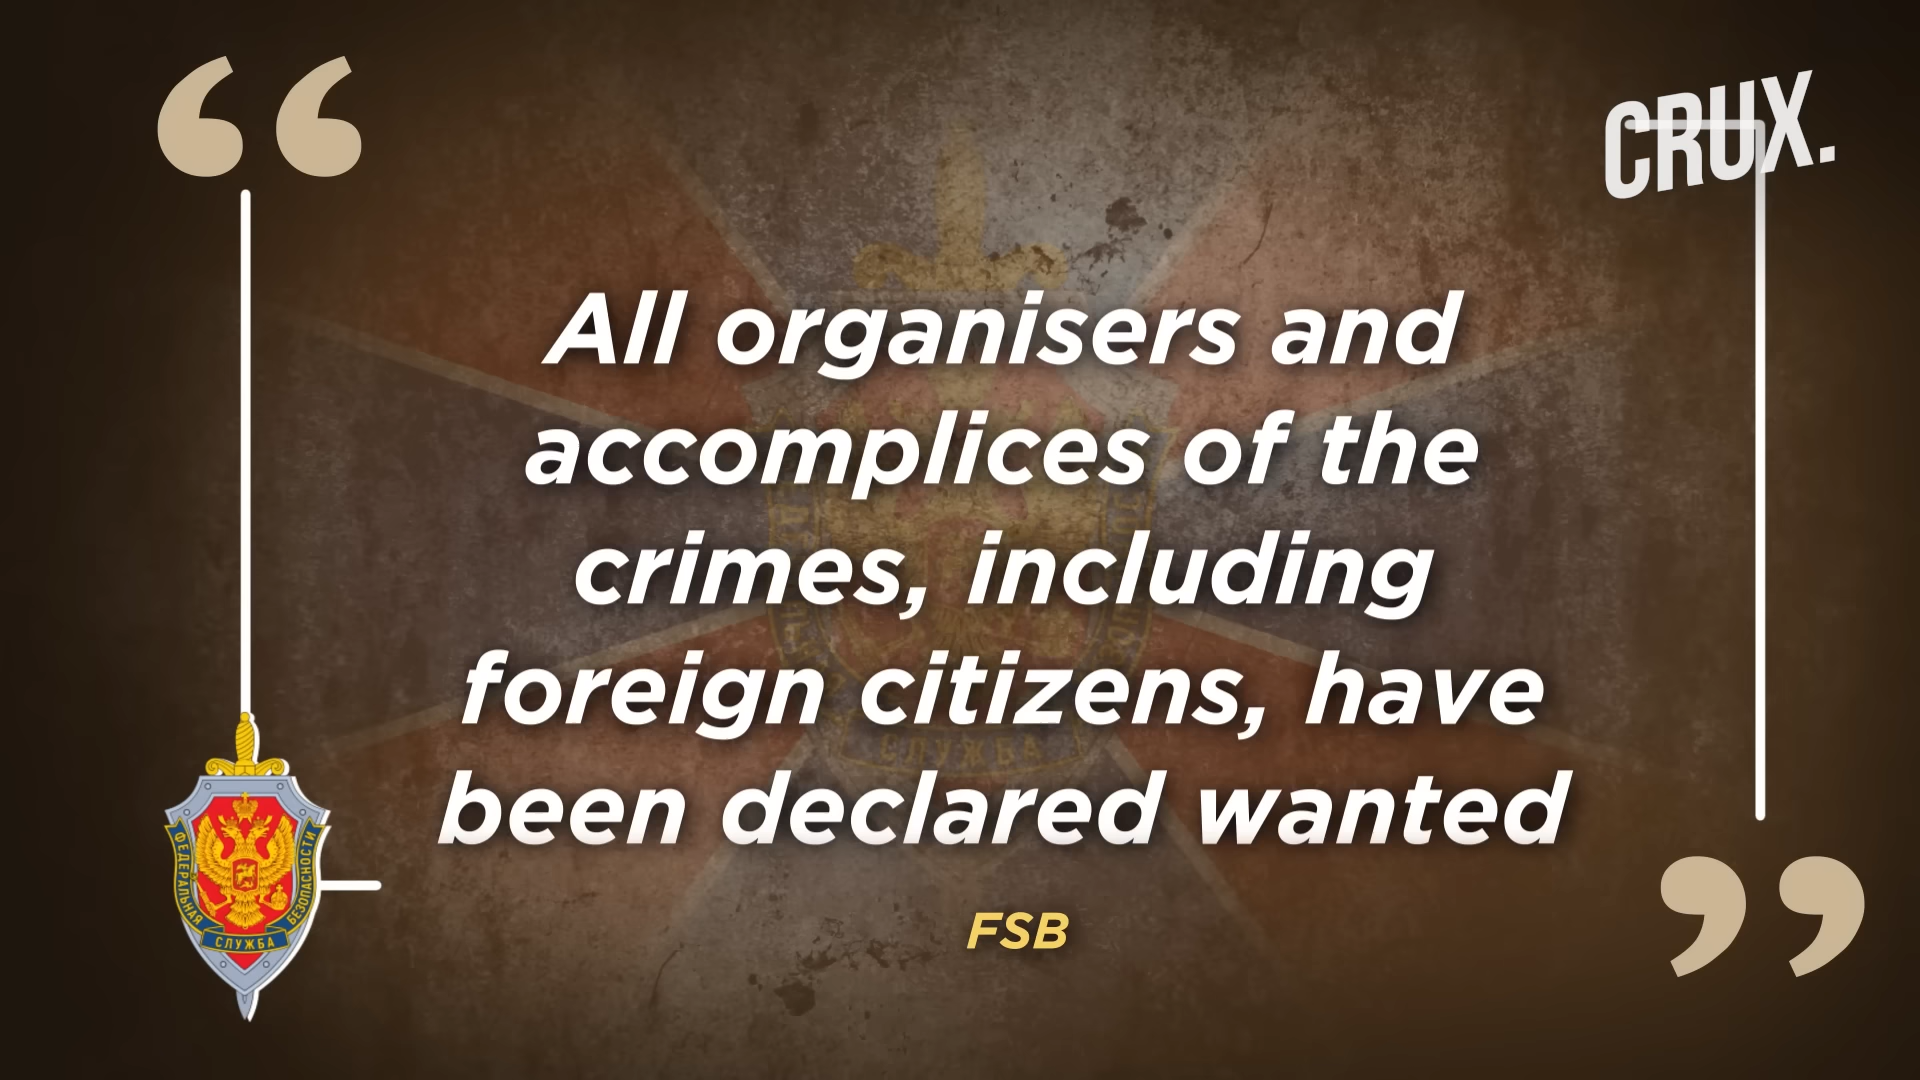 CRUX.
All organisers and
accomplices of the
crimes, including
foreign citizens, have
been declared wanted
FSB
ФЕДЕРАЛЬНАЯ
СЛУЖБА
БЕЗОПАСНОСТИ
СЛУЖБА